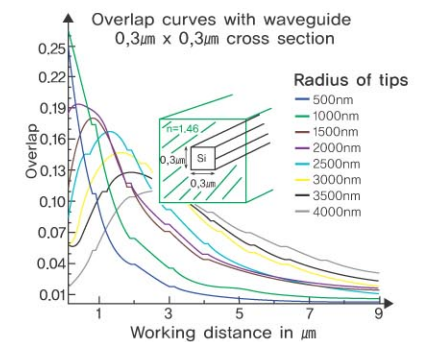 Overlap curves with waveguide
0,3µm x 0,3µm cross section
Overlap
0,25
0,22
0,19
0,16
0,13
0,10
0,07
0.04
0.01
n=1.46
0,3µm
Si
0,3µm
Radius of tips
500nm
1000nm
1500nm
2000nm
2500nm
3000nm
3500nm
4000nm
1 3 5 7 9
Working distance in µm